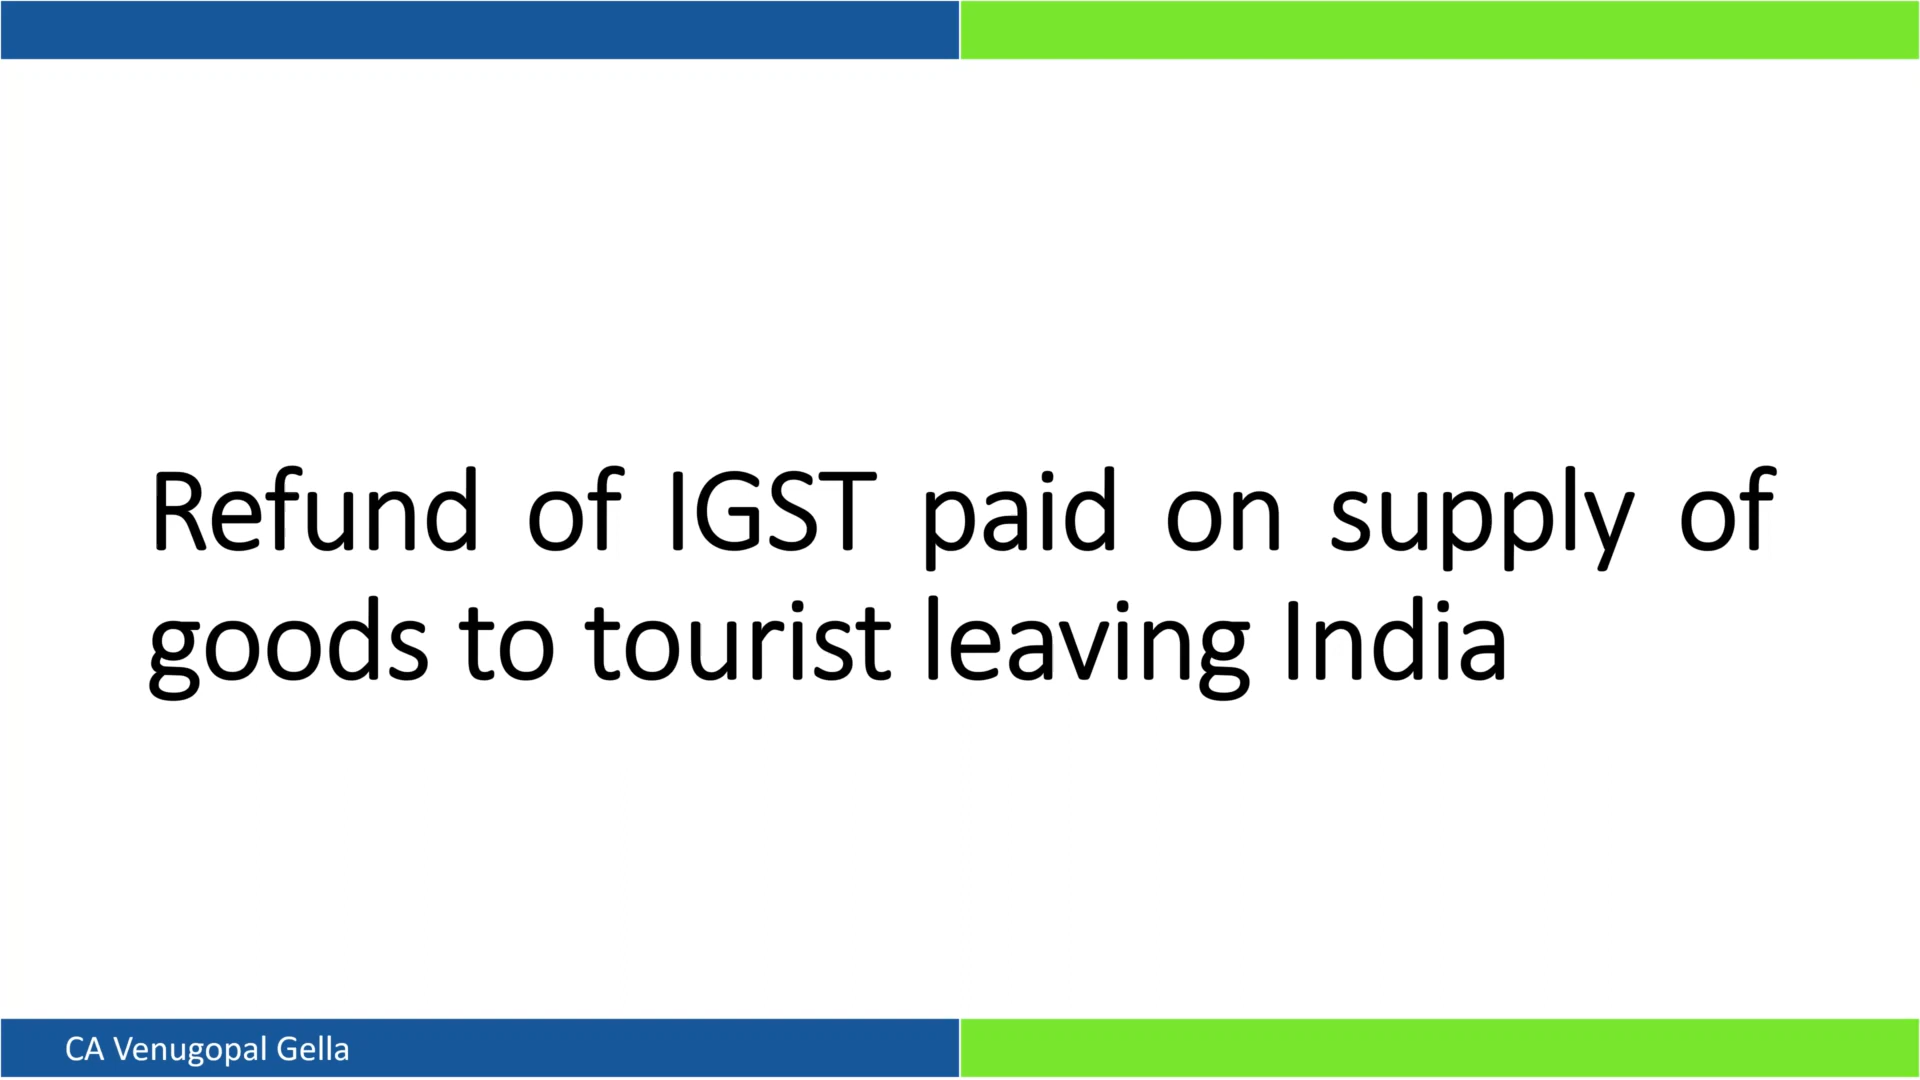 Refund of IGST paid on supply of
goods to tourist leaving India
CA Venugopal Gella